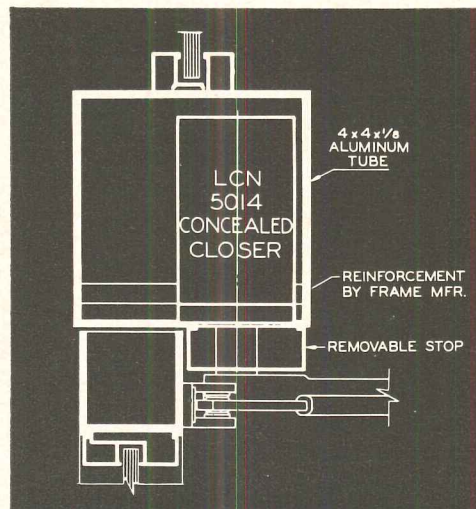 4 x 4 x 1/8
ALUMINUM
TUBE
LCN
5014
CONCEALED
CLOSER
REINFORCEMENT
BY FRAME MFR.
REMOVABLE STOP